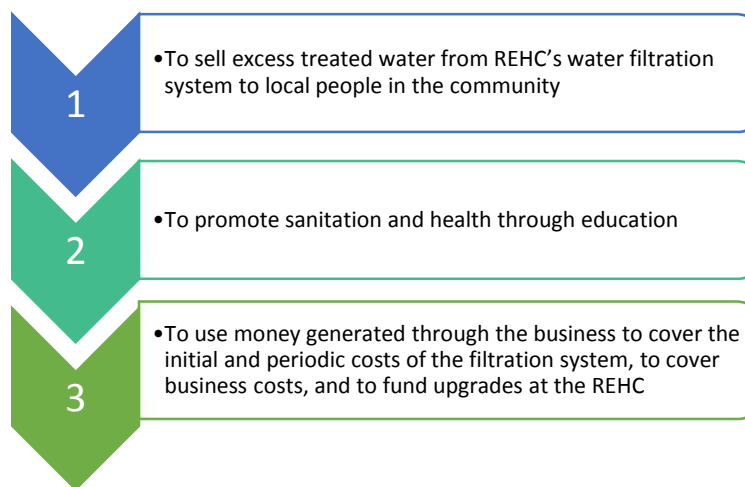 1
•To sell excess treated water from REHC’s water filtration
system to local people in the community
2
•To promote sanitation and health through education
3
•To use money generated through the business to cover the
initial and periodic costs of the filtration system, to cover
business costs, and to fund upgrades at the REHC